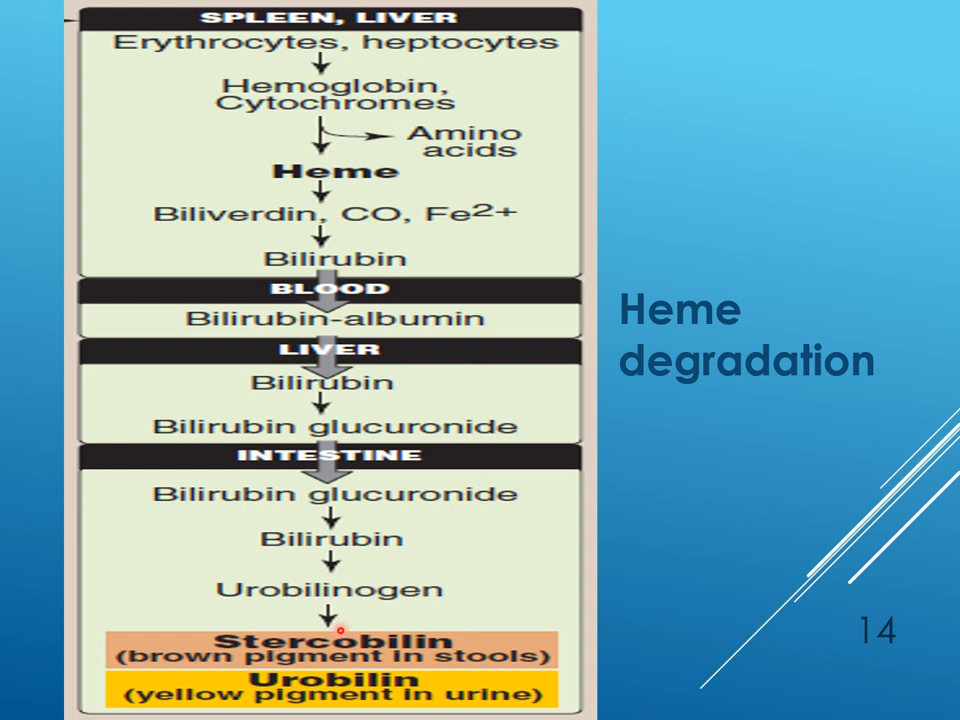 SPLEEN, LIVER
Erythrocytes, heptocytes
Hemoglobin,
Cytochromes
Amino
acids
Heme
Biliverdin, CO, Fe2+
Bilirubin
BLOOD
Bilirubin-albumin
LIVER
Bilirubin
Bilirubin glucuronide
INTESTINE
Bilirubin glucuronide
Bilirubin
Urobilinogen
Stercobilin
(brown pigment in stools)
Urobilin
(yellow pigment in urine)
Heme
degradation
14